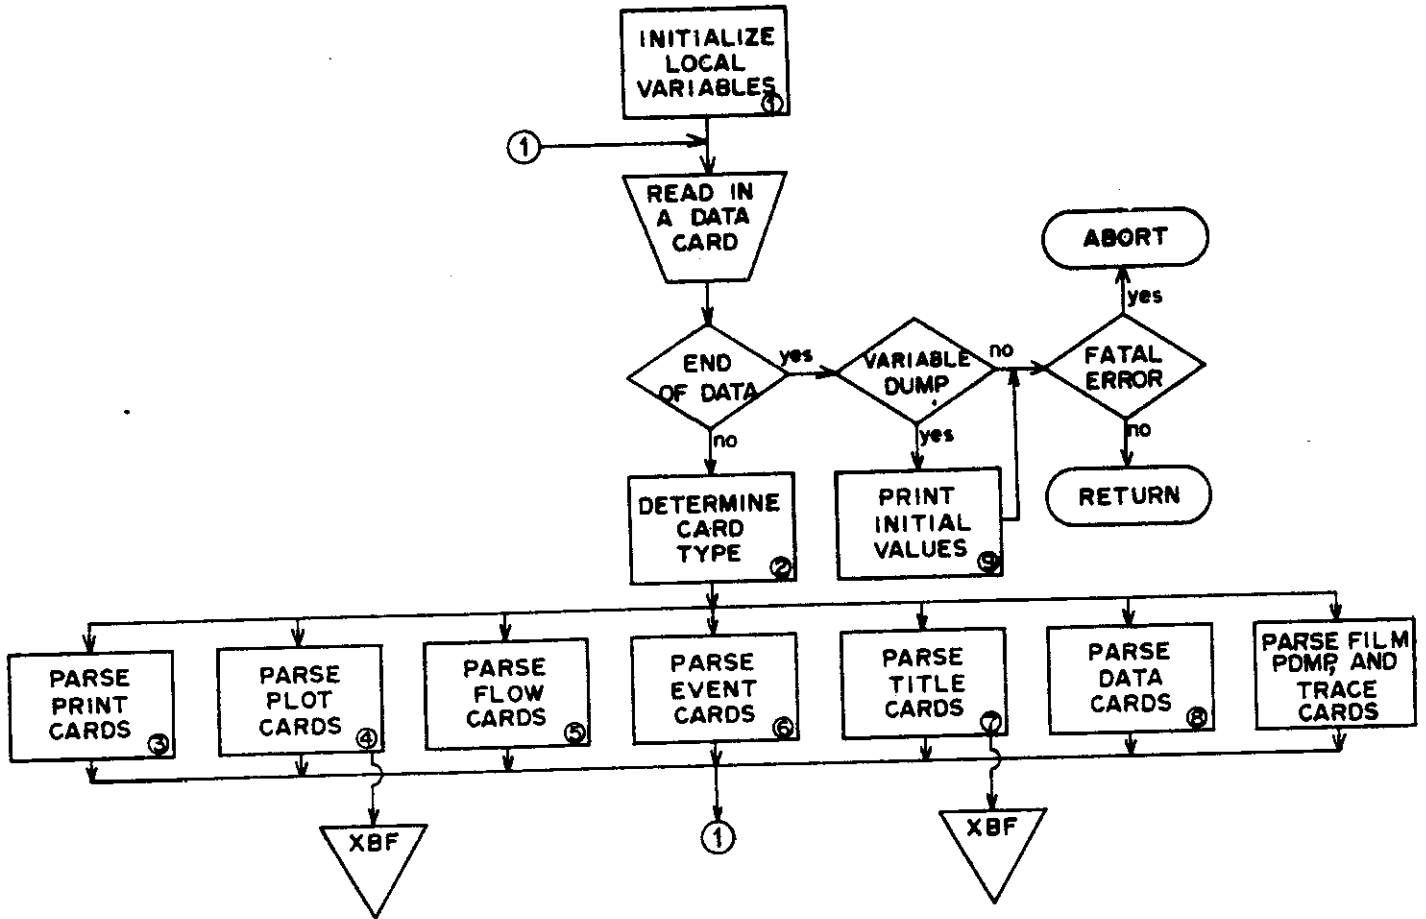 INITIALIZE
LOCAL
VARIABLES
①
①
READ IN
A DATA
CARD
ABORT
yes
END
OF DATA
yes
VARIABLE
DUMP
no
FATAL
ERROR
no
yes
no
DETERMINE
CARD
TYPE
②
PRINT
INITIAL
VALUES
⑨
RETURN
PARSE
PRINT
CARDS
③
PARSE
PLOT
CARDS
④
PARSE
FLOW
CARDS
⑤
PARSE
EVENT
CARDS
⑥
PARSE
TITLE
CARDS
⑦
PARSE
DATA
CARDS
⑧
PARSE FILM
PDMP, AND
TRACE
CARDS
XBF
①
XBF